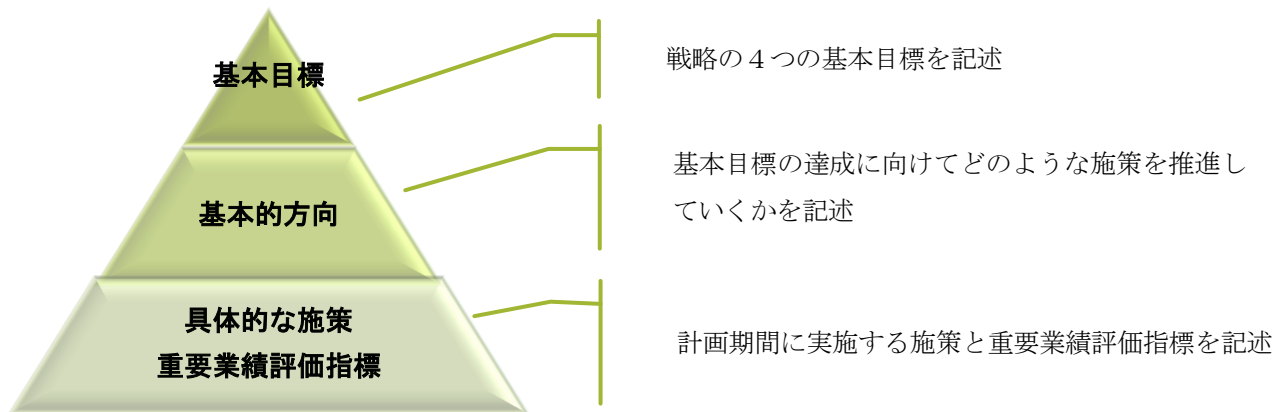 基本目標
戦略の４つの基本目標を記述
基本的方向
基本目標の達成に向けてどのような施策を推進し
ていくかを記述
具体的な施策
重要業績評価指標
計画期間に実施する施策と重要業績評価指標を記述